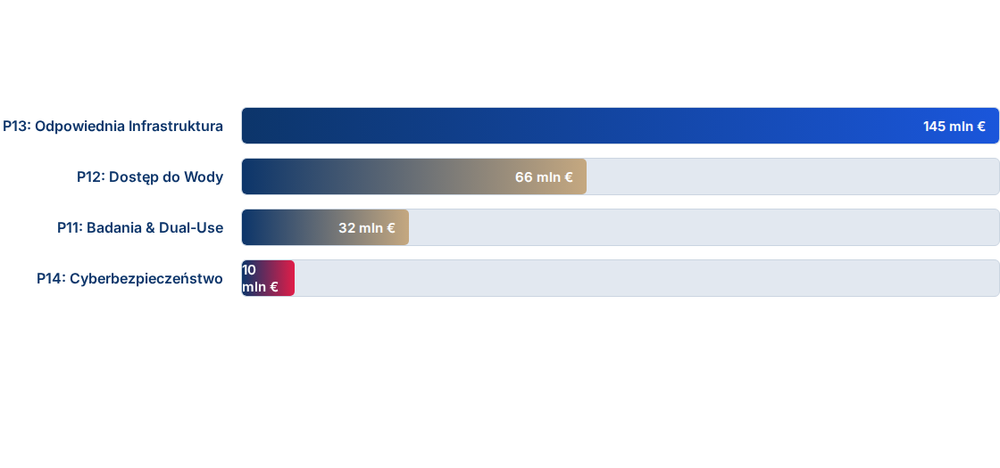 P13: Odpowiednia Infrastruktura
145 mln €
P12: Dostęp do Wody
66 mln €
P11: Badania & Dual-Use
32 mln €
P14: Cyberbezpieczeństwo
10
mln €